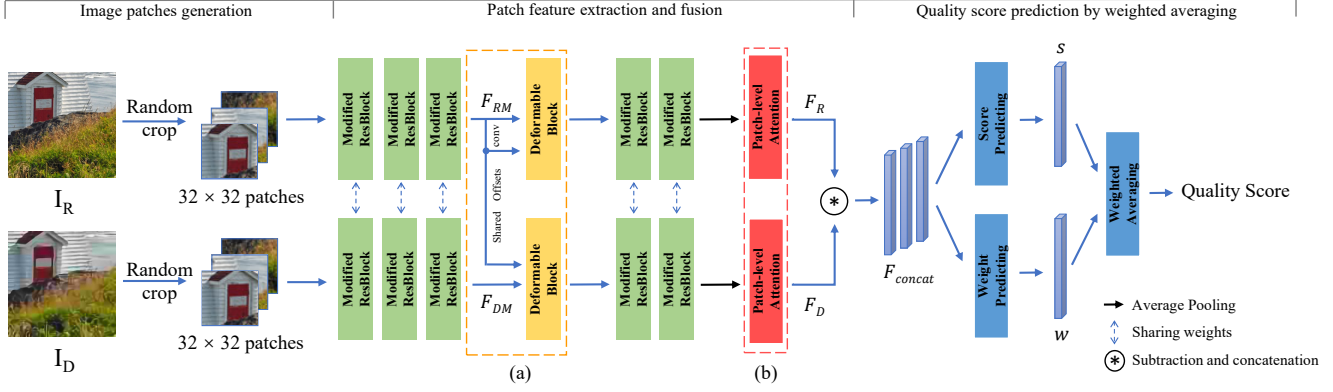 Image patches generation
Patch feature extraction and fusion
Quality score prediction by weighted averaging
Random
crop
32 × 32 patches
I_R
Modified
ResBlock
Modified
ResBlock
Modified
ResBlock
F_RM
conv
Shared Offsets
Deformable
Block
Modified
ResBlock
Modified
ResBlock
Patch-level
Attention
F_R
Random
crop
32 × 32 patches
I_D
Modified
ResBlock
Modified
ResBlock
Modified
ResBlock
F_DM
Deformable
Block
Modified
ResBlock
Modified
ResBlock
Patch-level
Attention
F_D
(a)
(b)
*
F_concat
Score
Predicting
s
Weight
Predicting
w
Weighted
Averaging
Quality Score
Average Pooling
Sharing weights
* Subtraction and concatenation